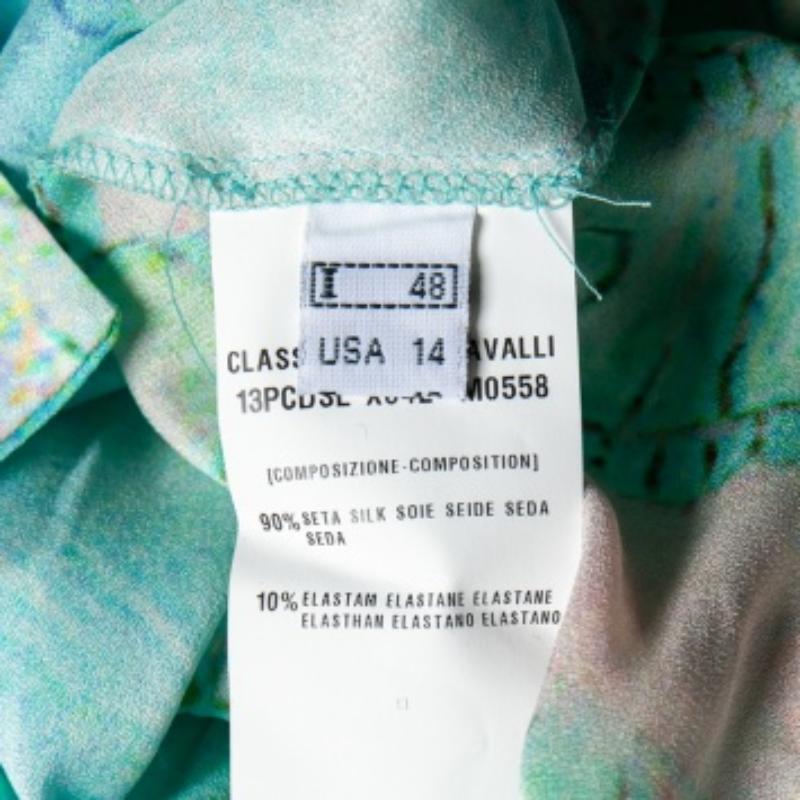 I 48
USA 14
CLASS AVALLI
13PCDSL M0558
[COMPOSIZIONE-COMPOSITION]
90% SETA SILK SOIE SEIDE SEDA
SEDA
10% ELASTAM ELASTANE ELASTANE
ELASTHAN ELASTANO ELASTANO